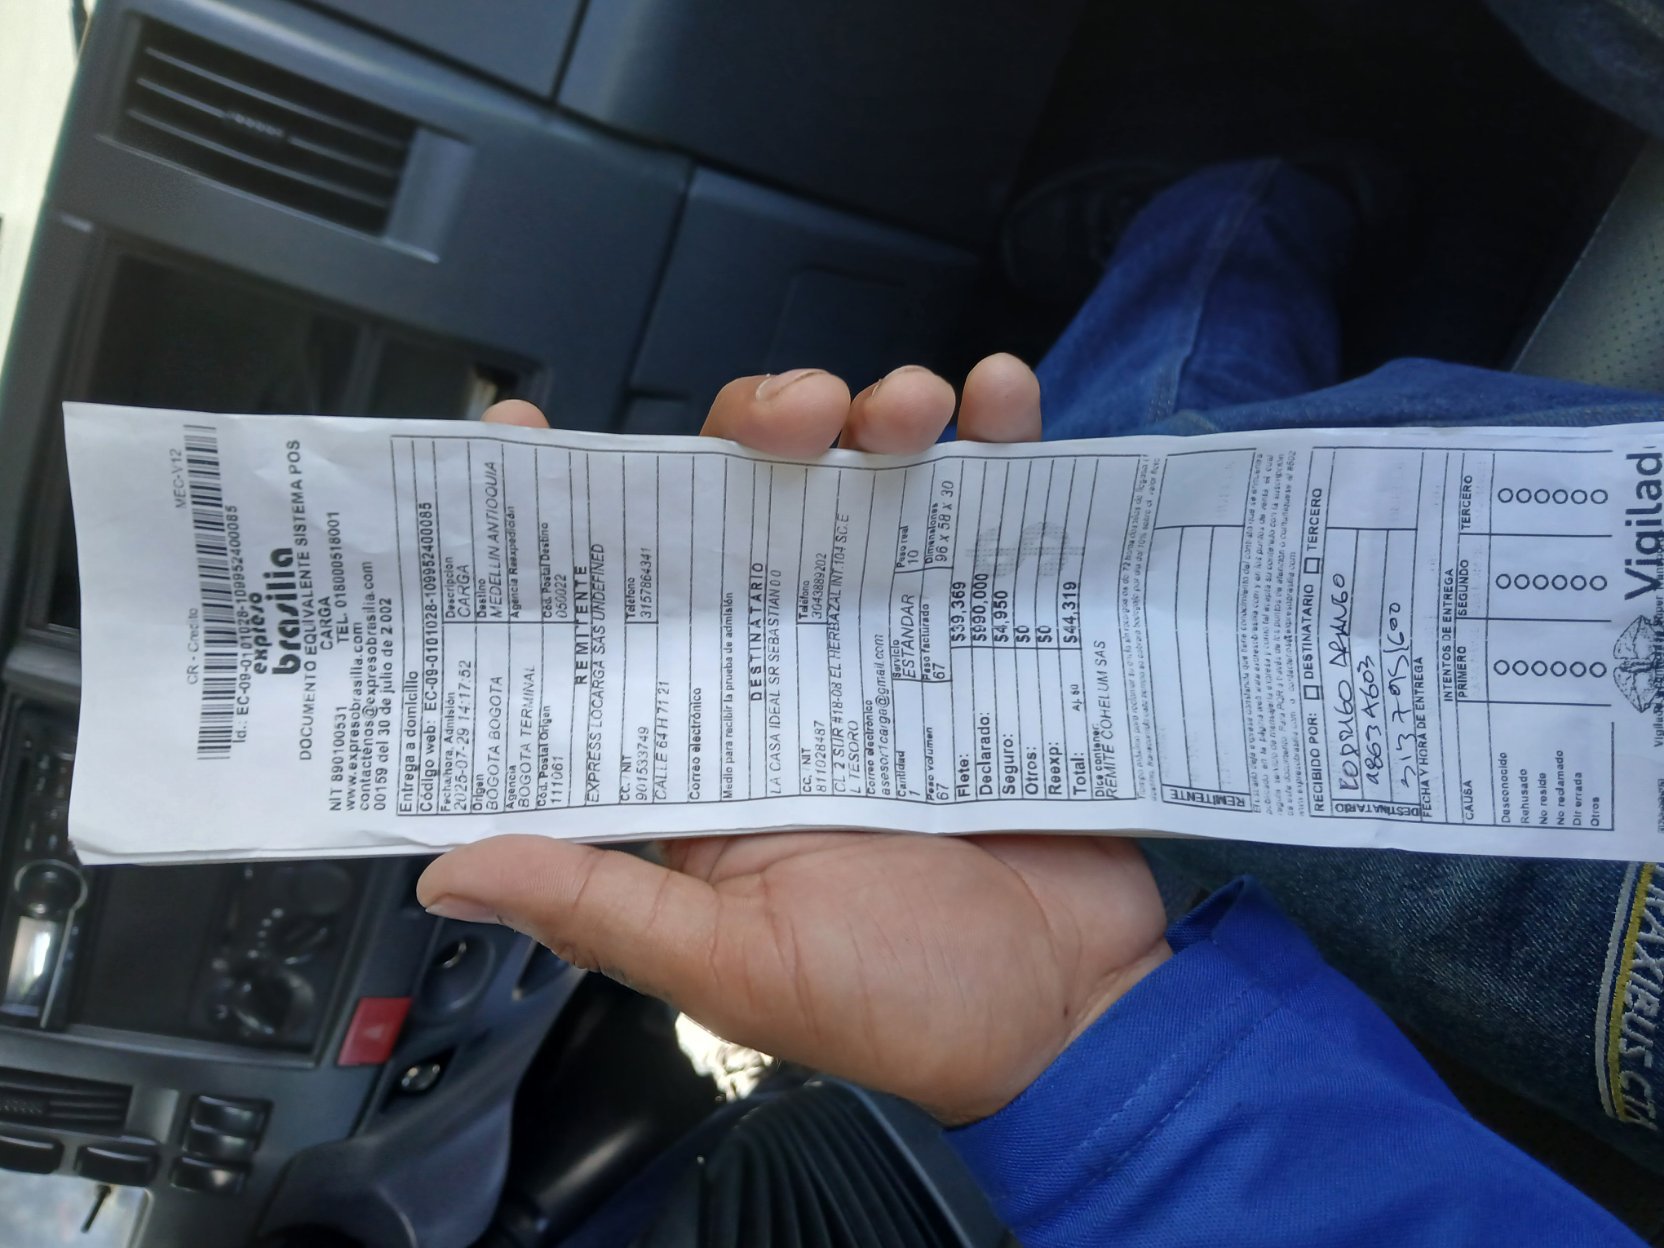 CR - Credito
MEC-V12
Id.: EC-09-0101028-109952400085
expreso
brasilia
DOCUMENTO EQUIVALENTE SISTEMA POS
CARGA
NIT 890100531 TEL. 018000518001
www.expresobrasilia.com
contactenos@expresobrasilia.com
00159 del 30 de julio de 2002
Entrega a domicilio
Código web: EC-09-0101028-10995240085
Fechahora, Admisión Descripcion
2025-07-29 14:17:52 CARGA
Origen Destino
BOGOTA BOGOTA MEDELLIN ANTIOQUIA
Agencia Agencia Reexpedición
BOGOTA TERMINAL
Cód. Postal Origen Cód. Postal Destino
111061 050022
REMITENTE
EXPRESS LOCARGA SAS UNDEFINED
CC. NIT Teléfono
901533749 3157864341
CALLE 64 H 71 21
Correo electrónico
Medio para recibir la prueba de admisión
DESTINATARIO
LA CASA IDEAL SR SEBASTIAN 0 0
CC. NIT Teléfono
811028487 3043889202
CL 2 SUR #18-08 EL HERBAZAL INT.104 S.C.E
L TESORO
Correo electrónico
asesor1carga@gmail.com
Cantidad Servicio Peso real
1 ESTANDAR 10
Peso volumen Peso facturado Dimensiones
67 67 96 x 58 x 30
Flete: $39,369
Declarado: $990,000
Seguro: $4,950
Otros: $0
Reexp: $0
Total: $44,319
Dice contener:
REMITE COHELUM SAS
REMITENTE
RECIBIDO POR: DESTINATARIO TERCERO
DESTINATARIO
RODRIGO ARANGO
FECHA Y HORA DE ENTREGA
INTENTOS DE ENTREGA
CAUSA PRIMERO SEGUNDO TERCERO
Desconocido
Rehusado
No reside
No reclamado
Dir errada
Otros
Vigilad